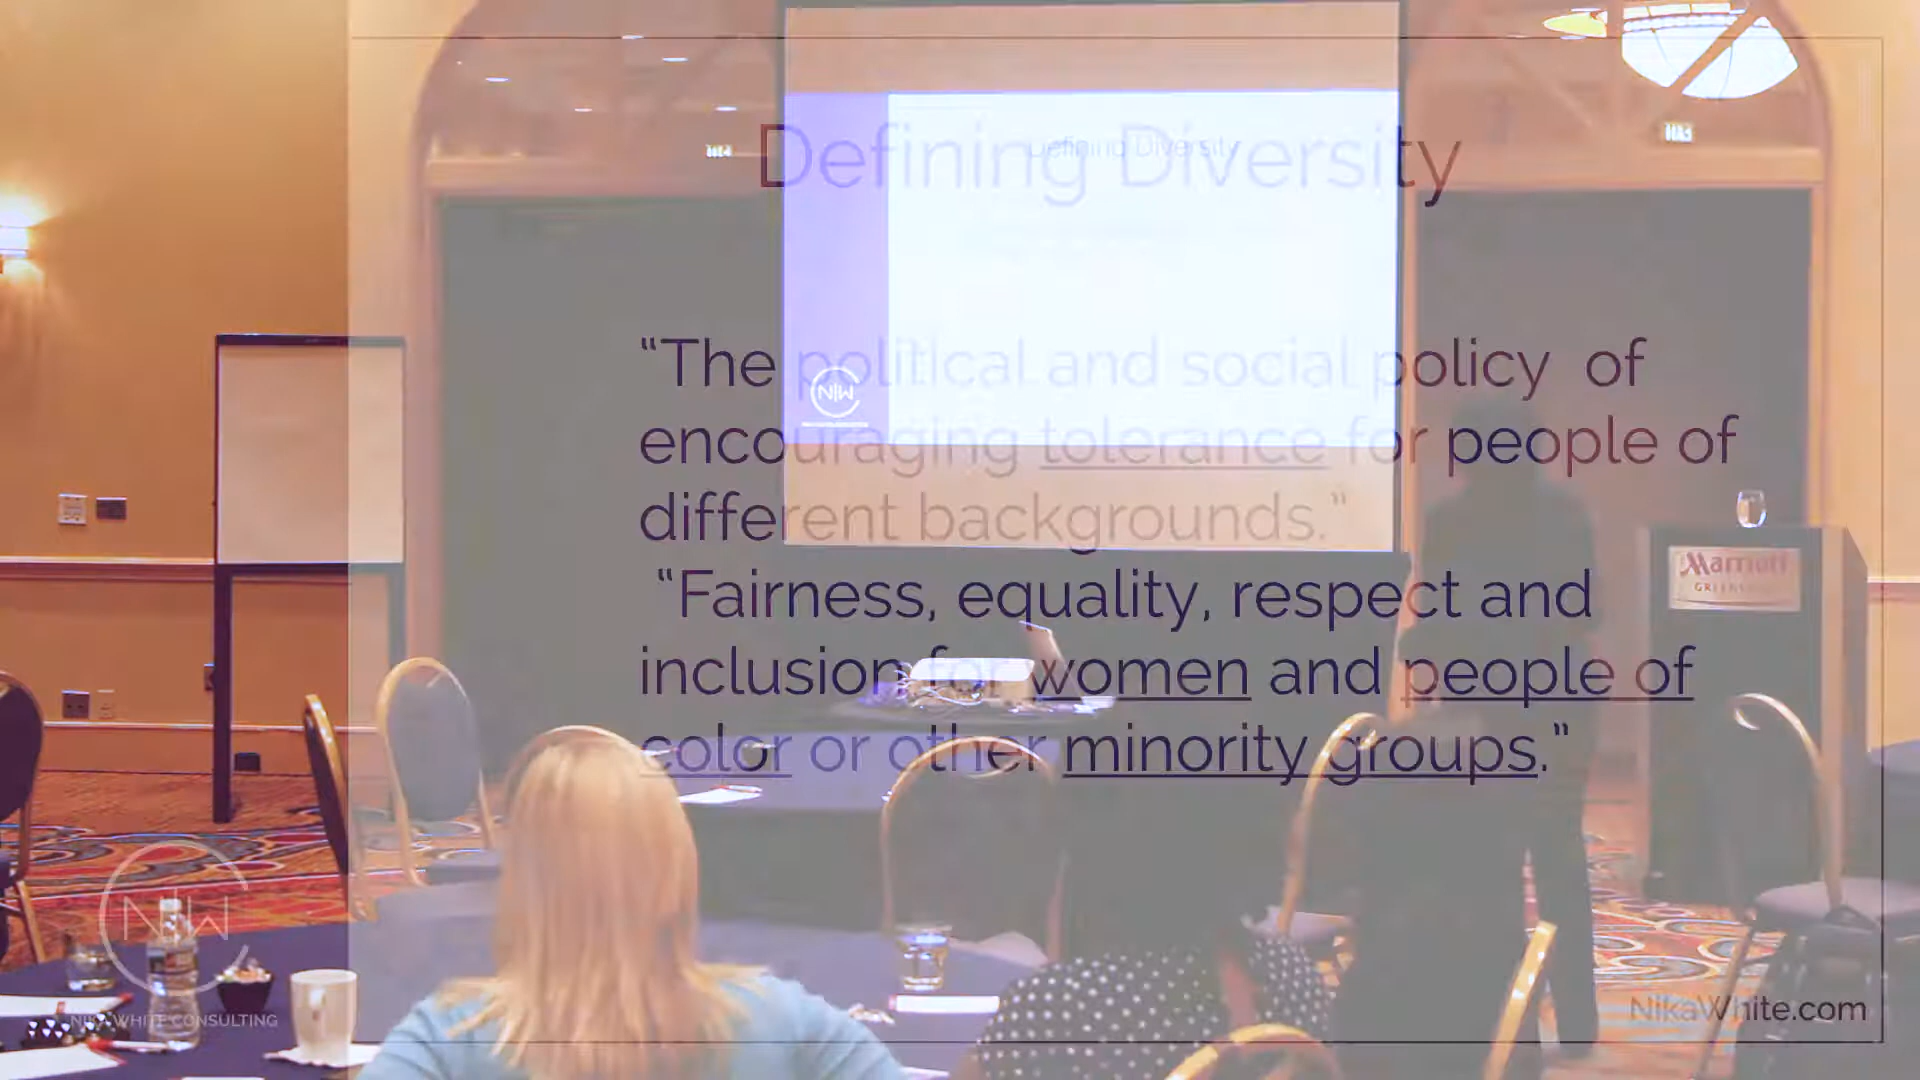 Defining Diversity
Defining Diversity
“The political and social policy of
encouraging tolerance for people of
different backgrounds.”
“Fairness, equality, respect and
inclusion for women and people of
color or other minority groups.”
NW
Marriott
NW
NIKA WHITE CONSULTING
NikaWhite.com